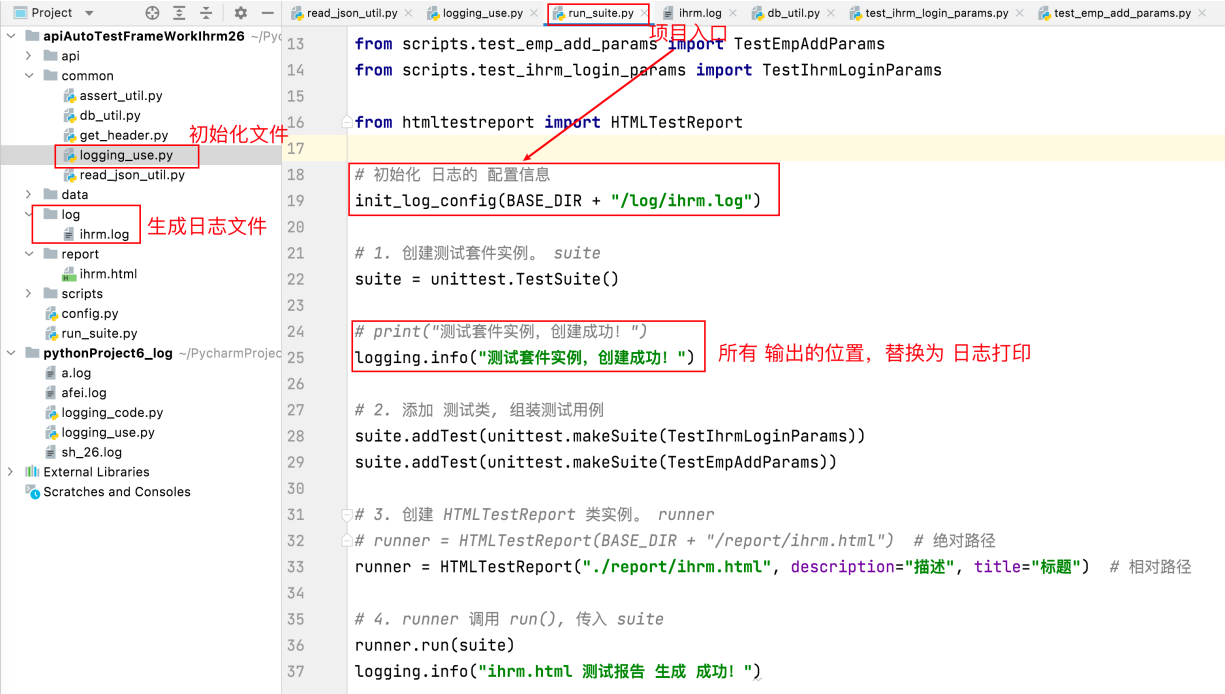 Project
read_json_util.py
logging_use.py
run_suite.py
ihrm.log
db_util.py
test_ihrm_login_params.py
test_emp_add_params.py
apiAutoTestFrameWorkIhrm26 ~/Pyc
api
common
assert_util.py
db_util.py
get_header.py
初始化文件
logging_use.py
read_json_util.py
data
log
ihrm.log
生成日志文件
report
ihrm.html
scripts
config.py
run_suite.py
pythonProject6_log ~/PycharmProjec
a.log
afei.log
logging_code.py
logging_use.py
sh_26.log
External Libraries
Scratches and Consoles
项目入口
13 from scripts.test_emp_add_params import TestEmpAddParams
14 from scripts.test_ihrm_login_params import TestIhrmLoginParams
15
16 from htmltestreport import HTMLTestReport
17
18 # 初始化 日志的 配置信息
19 init_log_config(BASE_DIR + "/log/ihrm.log")
20
21 # 1. 创建测试套件实例。 suite
22 suite = unittest.TestSuite()
23
24 # print("测试套件实例，创建成功！")
25 logging.info("测试套件实例，创建成功！")
所有 输出的位置，替换为 日志打印
26
27 # 2. 添加 测试类, 组装测试用例
28 suite.addTest(unittest.makeSuite(TestIhrmLoginParams))
29 suite.addTest(unittest.makeSuite(TestEmpAddParams))
30
31 # 3. 创建 HTMLTestReport 类实例。 runner
32 # runner = HTMLTestReport(BASE_DIR + "/report/ihrm.html") # 绝对路径
33 runner = HTMLTestReport("./report/ihrm.html", description="描述", title="标题") # 相对路径
34
35 # 4. runner 调用 run(), 传入 suite
36 runner.run(suite)
37 logging.info("ihrm.html 测试报告 生成 成功！")